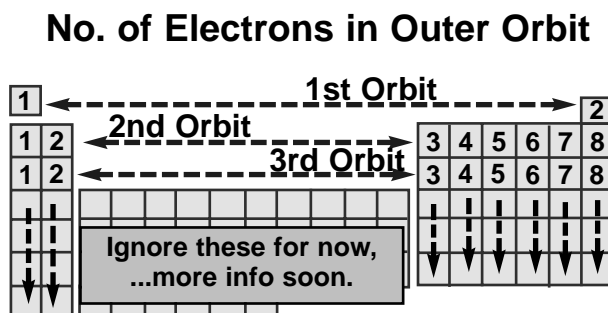 No. of Electrons in Outer Orbit
1st Orbit
1 2
2nd Orbit
1 2 3 4 5 6 7 8
3rd Orbit
1 2 3 4 5 6 7 8
Ignore these for now,
...more info soon.